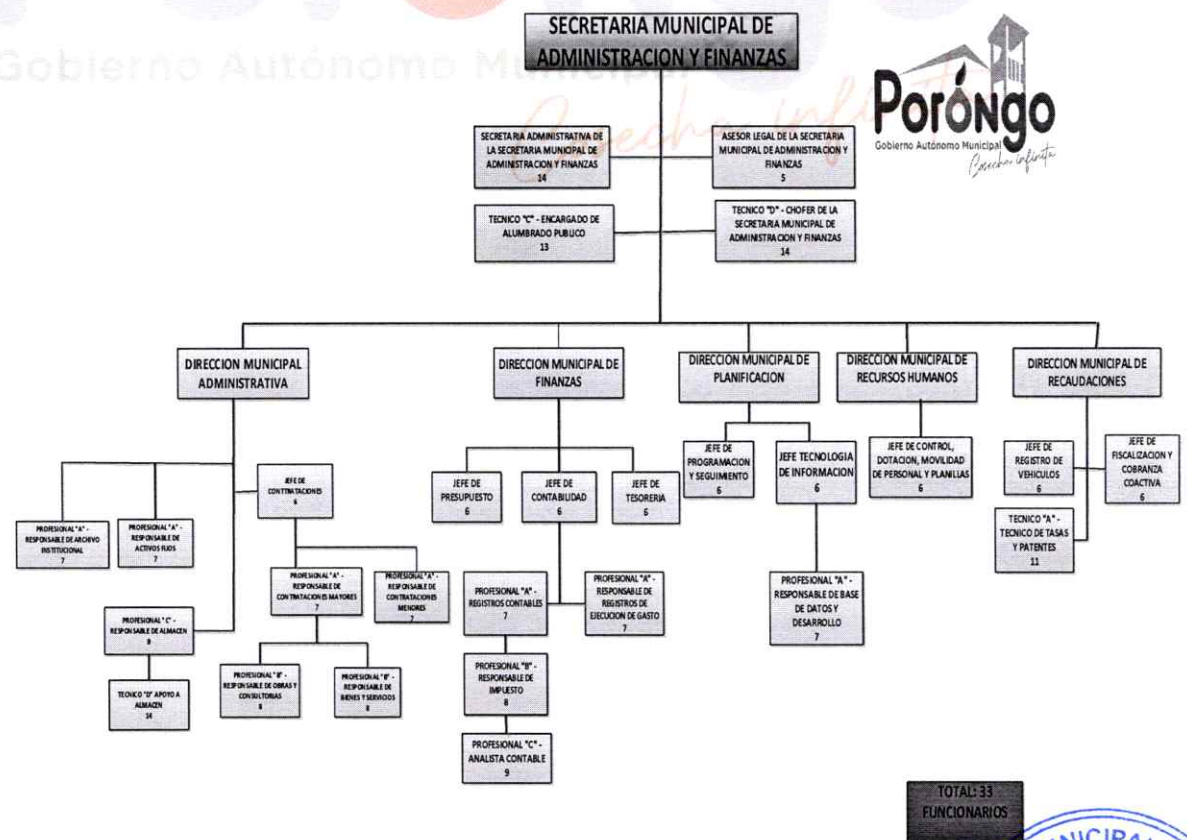 Gobierno Autónomo Municipal
Cosecha infinita
SECRETARIA MUNICIPAL DE
ADMINISTRACION Y FINANZAS
Poróngo
Gobierno Autónomo Municipal
Cosecha infinita
SECRETARIA ADMINISTRATIVA DE
LA SECRETARIA MUNICIPAL DE
ADMINISTRACION Y FINANZAS
14
ASESOR LEGAL DE LA SECRETARIA
MUNICIPAL DE ADMINISTRACION Y
FINANZAS
5
TECNICO "C" - ENCARGADO DE
ALUMBRADO PUBLICO
13
TECNICO "D" - CHOFER DE LA
SECRETARIA MUNICIPAL DE
ADMINISTRACION Y FINANZAS
14
DIRECCION MUNICIPAL
ADMINISTRATIVA
DIRECCION MUNICIPAL DE
FINANZAS
DIRECCION MUNICIPAL DE
PLANIFICACION
DIRECCION MUNICIPAL DE
RECURSOS HUMANOS
DIRECCION MUNICIPAL DE
RECAUDACIONES
JEFE DE
CONTTRATACIONES
6
PROFESIONAL "A" -
RESPONSABLE DE ARCHIVO
INSTITUCIONAL
7
PROFESIONAL "A" -
RESPONSABLE DE
ACTIVOS FIJOS
7
PROFESIONAL "A" -
RESPONSABLE DE
CONTRATACIONES MAYORES
7
PROFESIONAL "A" -
RESPONSABLE DE
CONTRATACIONES
MENORES
7
PROFESIONAL "C" -
RESPONSABLE DE ALMACEN
9
TECNICO "D" APOYO A
ALMACEN
14
PROFESIONAL "B" -
RESPONSABLE DE OBRAS Y
CONSULTORIAS
8
PROFESIONAL "B" -
RESPONSABLE DE
BIENES Y SERVICIOS
8
JEFE DE
PRESUPUESTO
6
JEFE DE
CONTABILIDAD
6
JEFE DE
TESORERIA
6
PROFESIONAL "A" -
REGISTROS CONTABLES
7
PROFESIONAL "A" -
RESPONSABLE DE
REGISTROS DE
EJECUCION DE GASTO
7
PROFESIONAL "B" -
RESPONSABLE DE
IMPUESTO
8
PROFESIONAL "C" -
ANALISTA CONTABLE
9
JEFE DE
PROGRAMACION
Y SEGUIMIENTO
6
JEFE TECNOLOGIA
DE INFORMACION
6
PROFESIONAL "A" -
RESPONSABLE DE BASE
DE DATOS Y
DESARROLLO
7
JEFE DE CONTROL,
DOTACION, MOVILIDAD
DE PERSONAL Y PLANILLAS
6
JEFE DE
REGISTRO DE
VEHICULOS
6
JEFE DE
FISCALIZACION Y
COBRANZA
COACTIVA
6
TECNICO "A" -
TECNICO DE TASAS
Y PATENTES
11
TOTAL: 33
FUNCIONARIOS